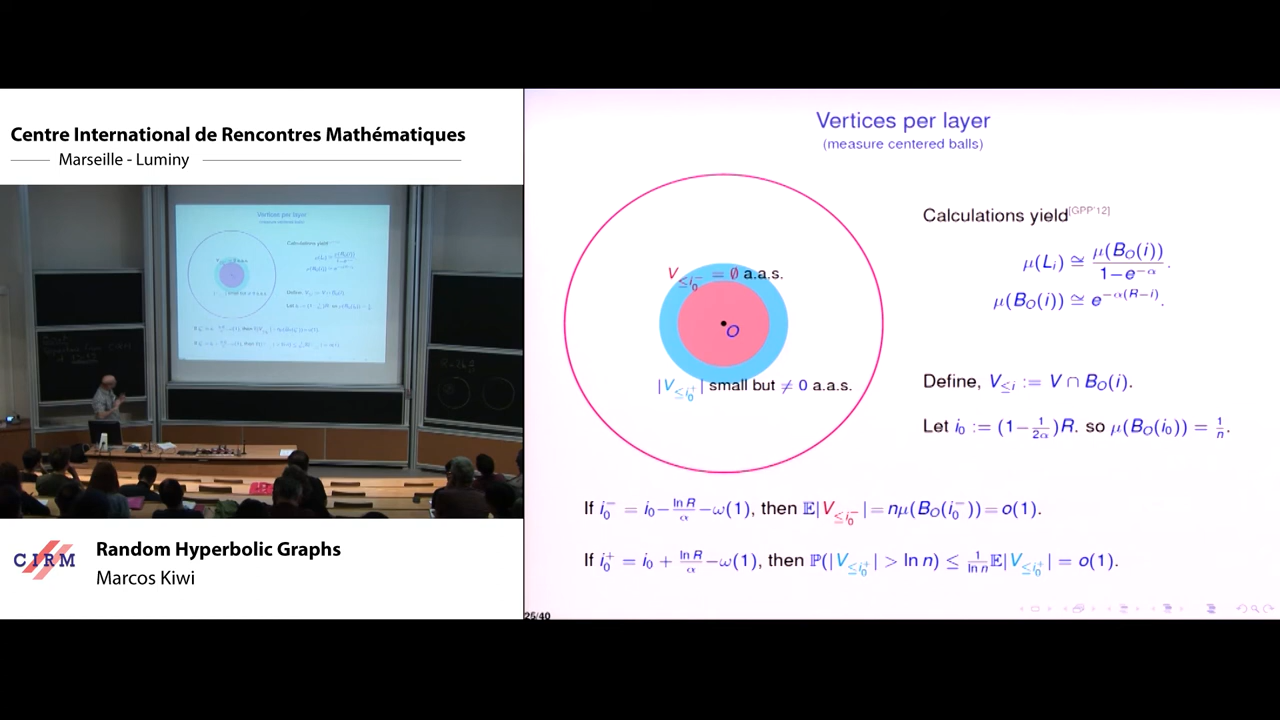 Centre International de Rencontres Mathématiques
Marseille - Luminy
Vertices per layer
(measure centered balls)
V≤i₀⁻ = ∅ a.a.s.
O
|V≤i₀⁺| small but ≠ 0 a.a.s.
Calculations yield[GPP'12]
μ(Lᵢ) ≅ μ(B_O(i)) / 1−e^−α .
μ(B_O(i)) ≅ e^−α(R−i).
Define, V≤i := V ∩ B_O(i).
Let i₀ := (1− 1/2α)R. so μ(B_O(i₀)) = 1/n.
If i₀⁻ = i₀− ln R/α −ω(1), then 𝔼|V≤i₀⁻| = nμ(B_O(i₀⁻)) = o(1).
If i₀⁺ = i₀ + ln R/α −ω(1), then ℙ(|V≤i₀⁺| > ln n) ≤ 1/ln n 𝔼|V≤i₀⁺| = o(1).
25/40
CIRM
Random Hyperbolic Graphs
Marcos Kiwi